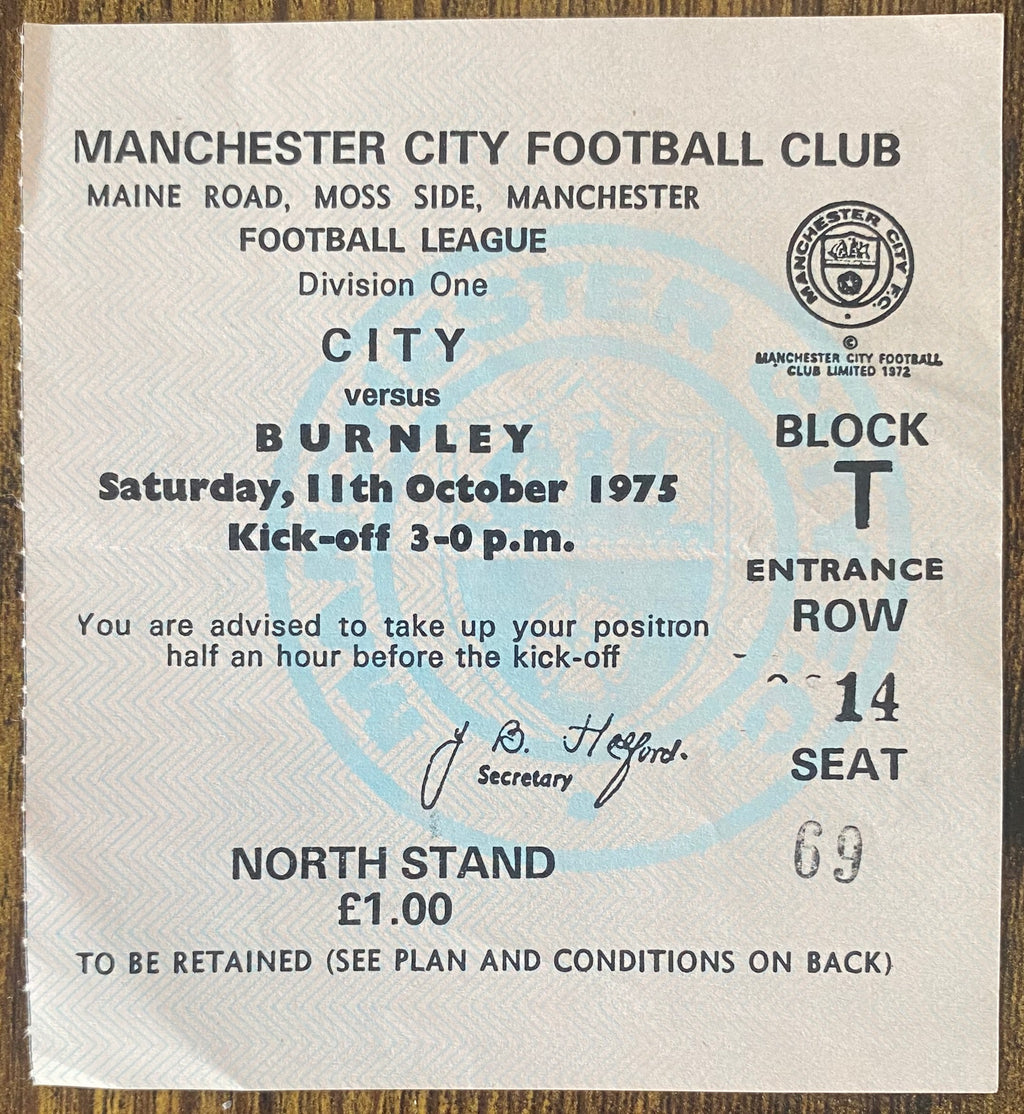 MANCHESTER CITY FOOTBALL CLUB
MAINE ROAD, MOSS SIDE, MANCHESTER
FOOTBALL LEAGUE
Division One
CITY
versus
BURNLEY
Saturday, 11th October 1975
Kick-off 3-0 p.m.
You are advised to take up your position
half an hour before the kick-off
J B. Halford.
Secretary
NORTH STAND
£1.00
TO BE RETAINED (SEE PLAN AND CONDITIONS ON BACK)
MANCHESTER CITY F.C.
©
MANCHESTER CITY FOOTBALL
CLUB LIMITED 1972
BLOCK
T
ENTRANCE
ROW
14
SEAT
69